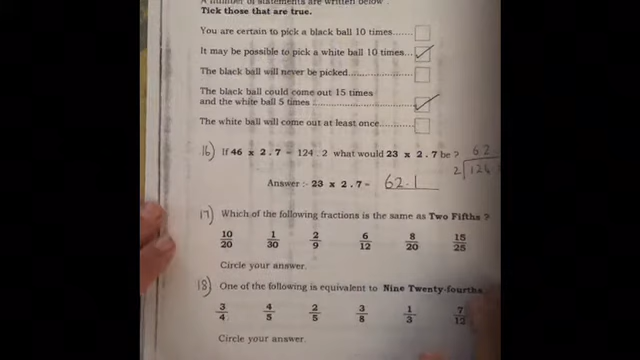 A number of statements are written below.
Tick those that are true.
You are certain to pick a black ball 10 times.......
It may be possible to pick a white ball 10 times...
The black ball will never be picked......................
The black ball could come out 15 times
and the white ball 5 times ...................................
The white ball will come out at least once............
16) If 46 x 2.7 = 124.2 what would 23 x 2.7 be ?
62
2 124
Answer :- 23 x 2.7 = 62.1
17) Which of the following fractions is the same as Two Fifths ?
10/20 1/30 2/9 6/12 8/20 15/25
Circle your answer.
18) One of the following is equivalent to Nine Twenty-fourths
3/4 4/5 2/5 3/8 1/3 7/12
Circle your answer.